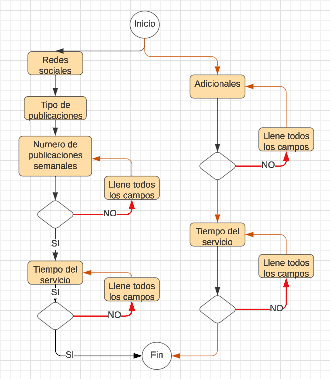 Inicio
Redes
sociales
Tipo de
publicaciones
Numero de
publicaciones
semanales
Llene todos
los campos
NO
SI
Tiempo del
servicio
SI
Llene todos
los campos
NO
SI
Fin
Adicionales
Llene todos
los campos
NO
Tiempo del
servicio
Llene todos
los campos
NO